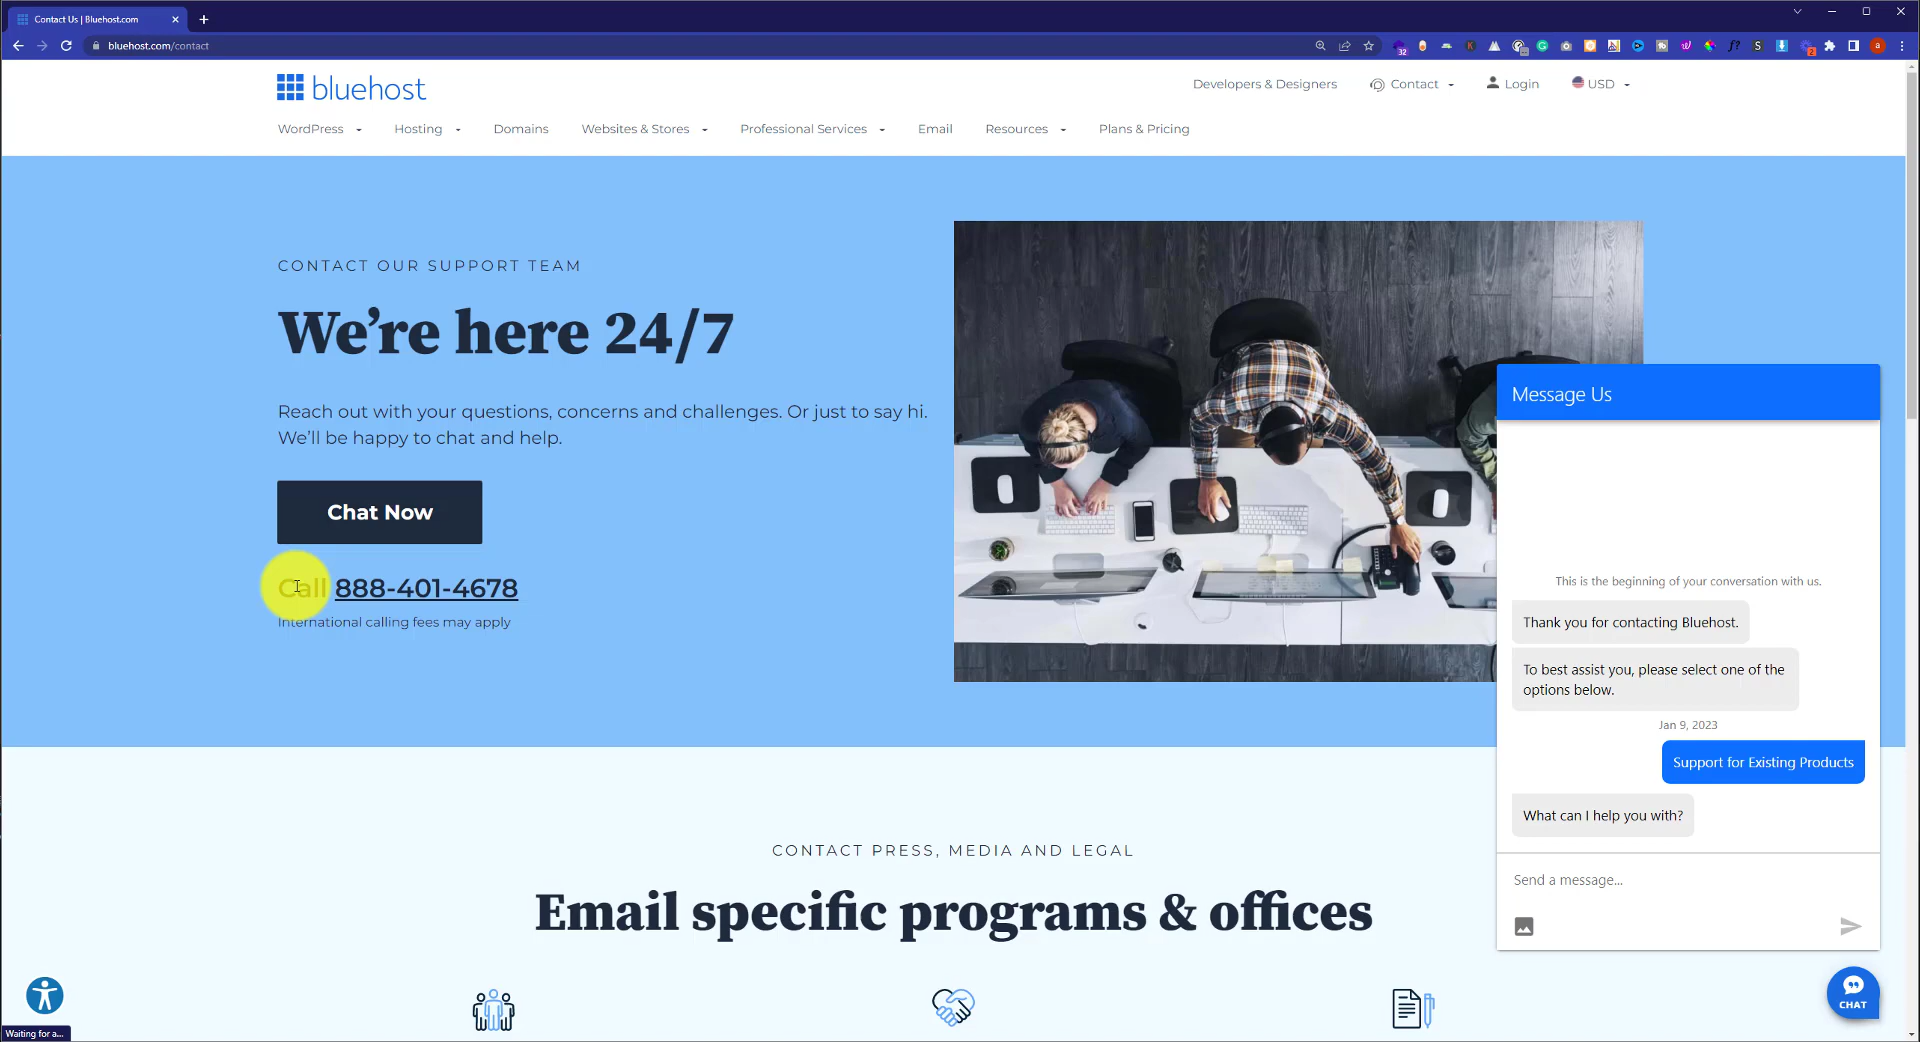 Contact Us | Bluehost.com
bluehost.com/contact
32
f?
S
2
a
bluehost
Developers & Designers
Contact
Login
USD
WordPress
Hosting
Domains
Websites & Stores
Professional Services
Email
Resources
Plans & Pricing
CONTACT OUR SUPPORT TEAM
We’re here 24/7
Reach out with your questions, concerns and challenges. Or just to say hi.
We’ll be happy to chat and help.
Chat Now
Call 888-401-4678
International calling fees may apply
CONTACT PRESS, MEDIA AND LEGAL
Email specific programs & offices
Message Us
This is the beginning of your conversation with us.
Thank you for contacting Bluehost.
To best assist you, please select one of the
options below.
Jan 9, 2023
Support for Existing Products
What can I help you with?
Send a message...
CHAT
Waiting for a...